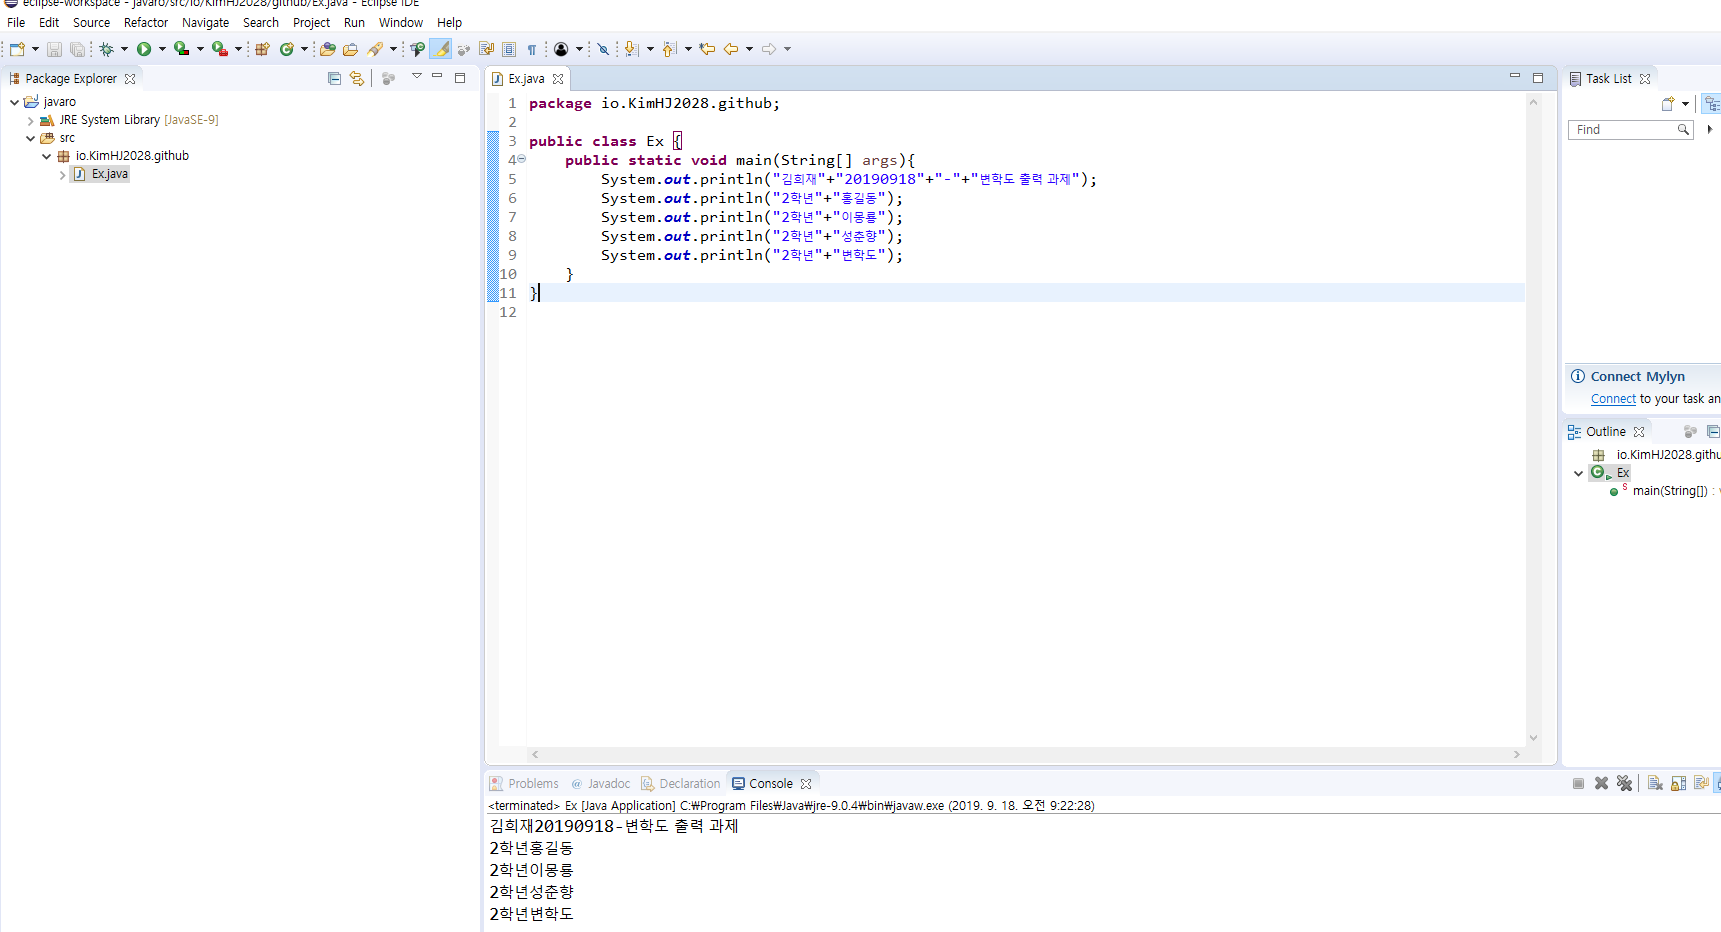 eclipse-workspace - javaro/src/io/KimHJ2028/github/Ex.java - Eclipse IDE
File Edit Source Refactor Navigate Search Project Run Window Help
Package Explorer
javaro
JRE System Library [JavaSE-9]
src
io.KimHJ2028.github
Ex.java
Ex.java
1 package io.KimHJ2028.github;
2
3 public class Ex {
4 public static void main(String[] args){
5 System.out.println("김희재"+"20190918"+"-"+"변학도 출력 과제");
6 System.out.println("2학년"+"홍길동");
7 System.out.println("2학년"+"이몽룡");
8 System.out.println("2학년"+"성춘향");
9 System.out.println("2학년"+"변학도");
10 }
11 }
12
Task List
Find
Connect Mylyn
Connect to your task an
Outline
io.KimHJ2028.githu
Ex
main(String[]) : v
Problems @ Javadoc Declaration Console
<terminated> Ex [Java Application] C:₩Program Files₩Java₩jre-9.0.4₩bin₩javaw.exe (2019. 9. 18. 오전 9:22:28)
김희재20190918-변학도 출력 과제
2학년홍길동
2학년이몽룡
2학년성춘향
2학년변학도